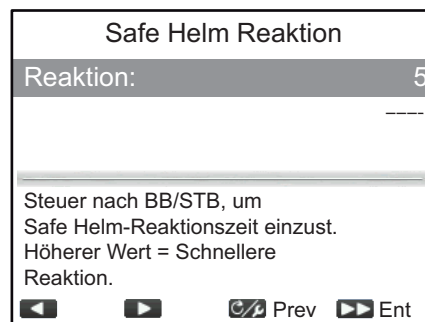 Safe Helm Reaktion
Reaktion: 5
----
Steuer nach BB/STB, um
Safe Helm-Reaktionszeit einzust.
Höherer Wert = Schnellere
Reaktion.
Prev Ent